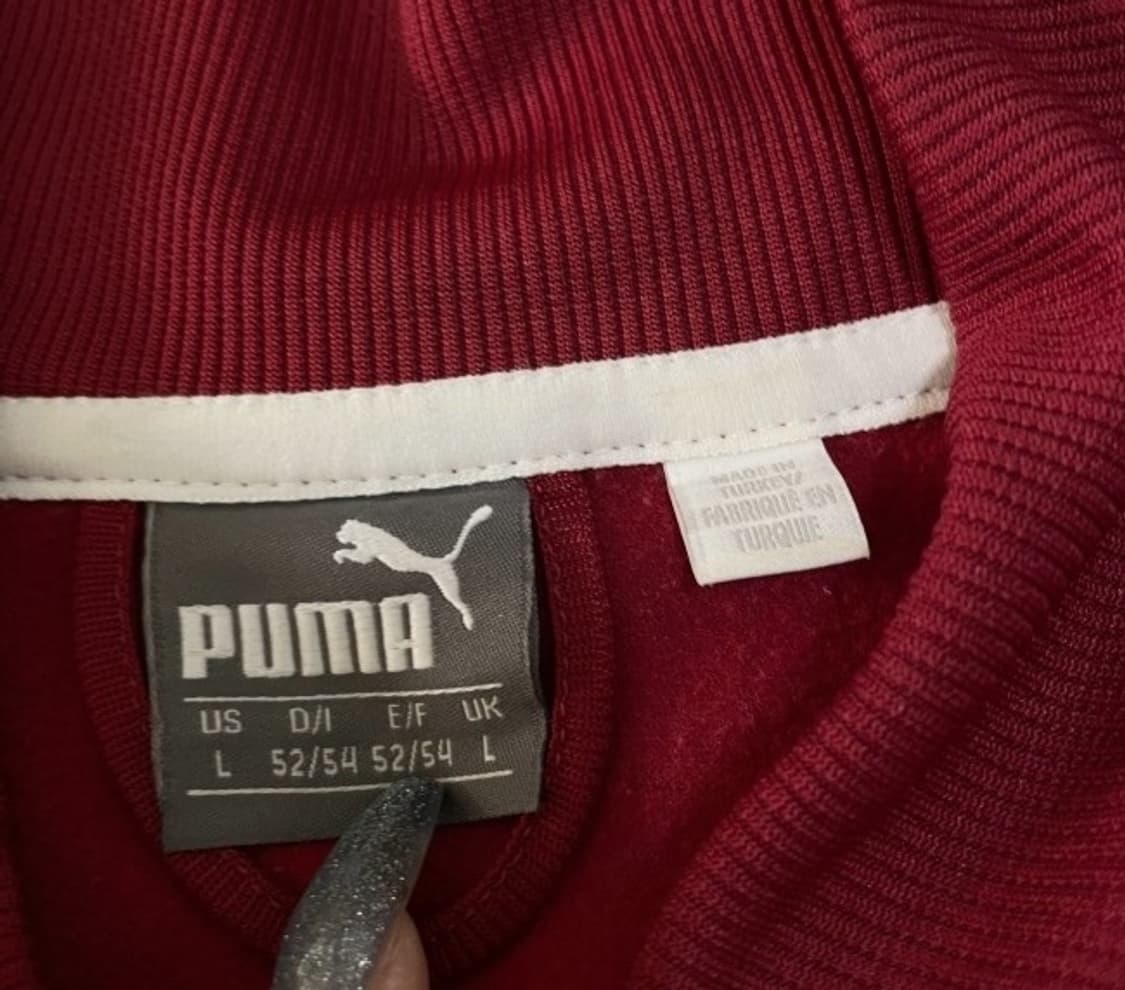 PUMA
US D/I E/F UK
L 52/54 52/54 L
MADE IN
TURKEY/
FABRIQUÉ EN
TURQUIE